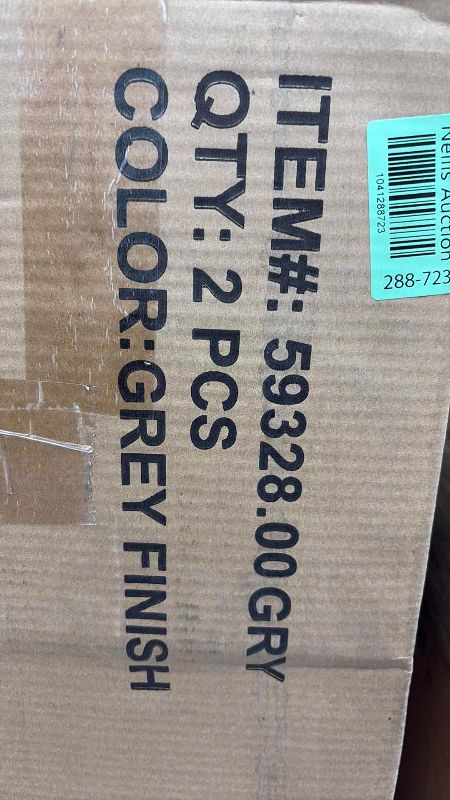 ITEM#: 59328.00GRY
QTY: 2 PCS
COLOR:GREY FINISH
Nellis Auction
1041288723
288-723